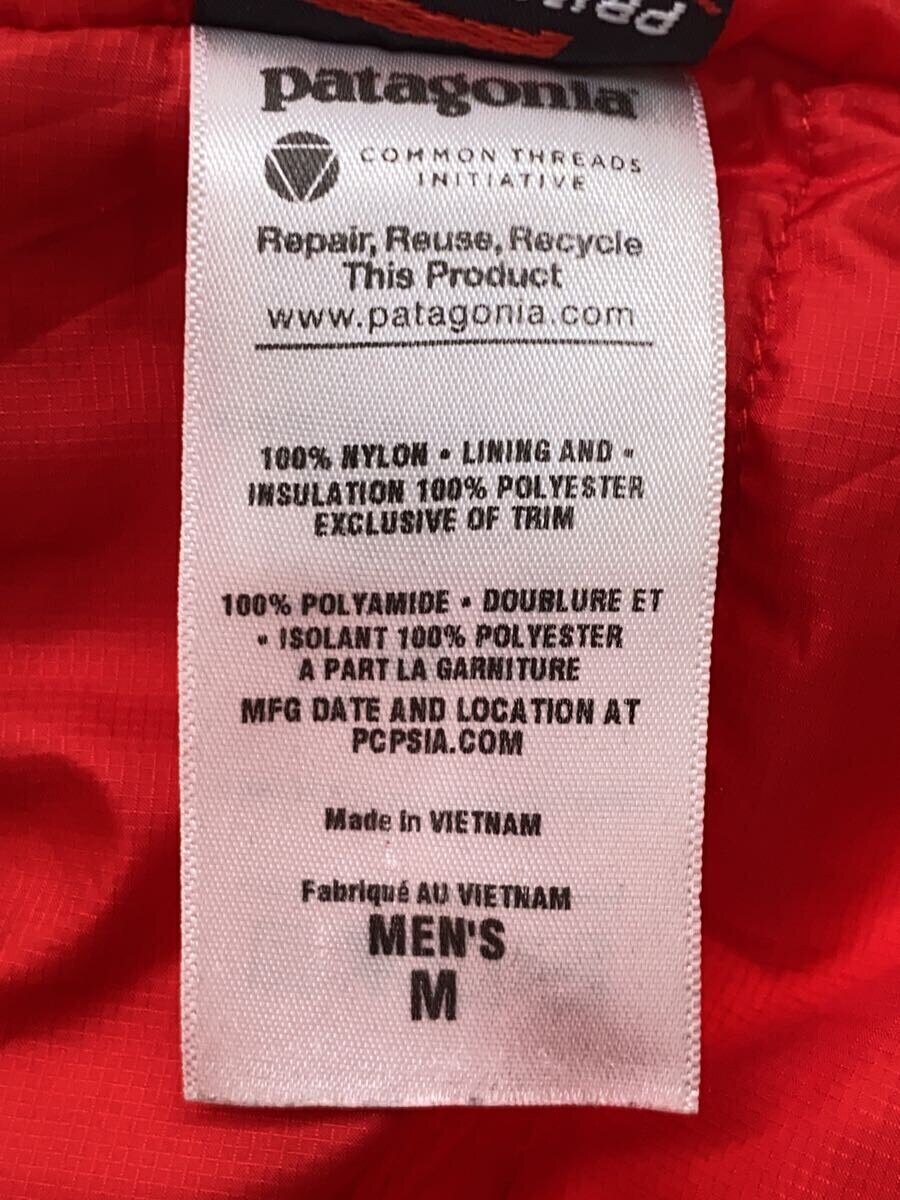 patagonia
COMMON THREADS
INITIATIVE
Repair, Reuse, Recycle
This Product
www.patagonia.com
100% NYLON • LINING AND •
INSULATION 100% POLYESTER
EXCLUSIVE OF TRIM
100% POLYAMIDE • DOUBLURE ET
• ISOLANT 100% POLYESTER
A PART LA GARNITURE
MFG DATE AND LOCATION AT
PCPSIA.COM
Made in VIETNAM
Fabriqué AU VIETNAM
MEN'S
M